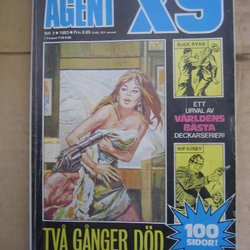 AGENT X9
NR 3 • 1983 • Pris 8:85
BUCK RYAN
ETT
URVAL AV
VÄRLDENS
BÄSTA
DECKARSERIER!
RIP KIRBY
TVÅ GÅNGER DÖD
100
SIDOR!